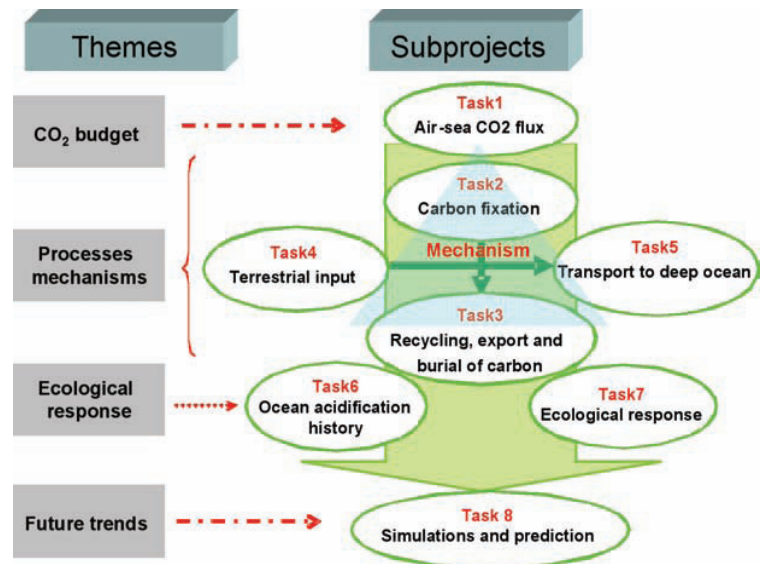 Themes
Subprojects
CO₂ budget
Task1
Air-sea CO2 flux
Task2
Carbon fixation
Processes
mechanisms
Task4
Terrestrial input
Mechanism
Task5
Transport to deep ocean
Task3
Recycling, export and
burial of carbon
Ecological
response
Task6
Ocean acidification
history
Task7
Ecological response
Future trends
Task 8
Simulations and prediction